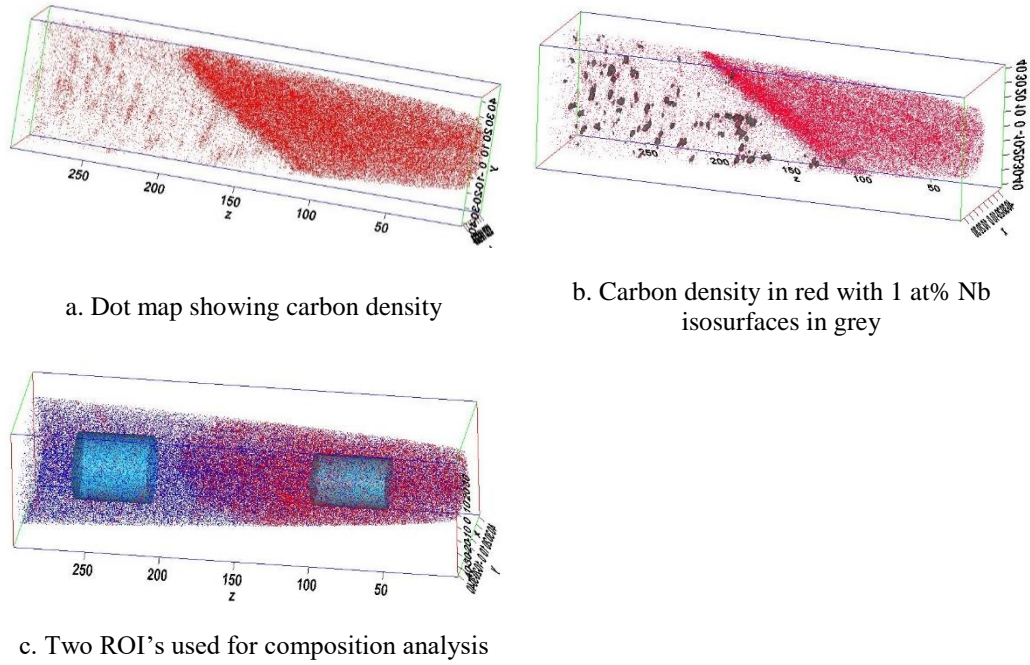 250
200
150
100
50
z
250
200
150
100
50
z
a. Dot map showing carbon density
b. Carbon density in red with 1 at% Nb
isosurfaces in grey
250
200
150
100
50
z
c. Two ROI’s used for composition analysis